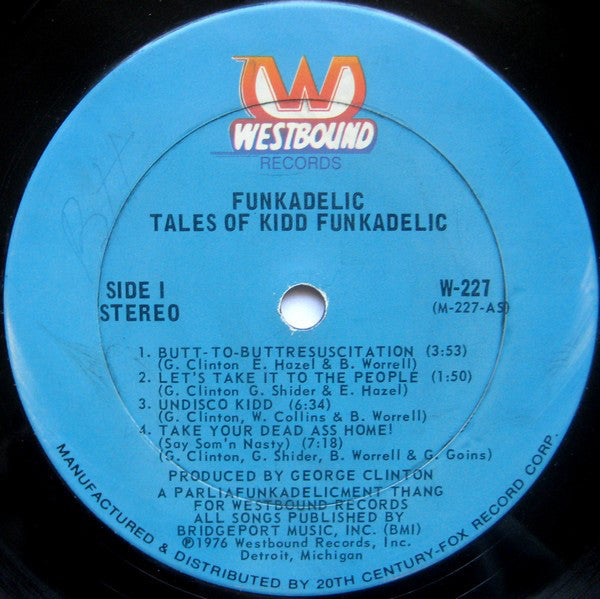 W
WESTBOUND
RECORDS
FUNKADELIC
TALES OF KIDD FUNKADELIC
SIDE I
STEREO
W-227
(M-227-AS)
1. BUTT-TO-BUTTRESUSCITATION (3:53)
(G. Clinton E. Hazel & B. Worrell)
2. LET'S TAKE IT TO THE PEOPLE (1:50)
(G. Clinton G. Shider & E. Hazel)
3. UNDISCO KIDD (6:34)
(G. Clinton, W. Collins & B. Worrell)
4. TAKE YOUR DEAD ASS HOME!
(Say Som'n Nasty) (7:18)
(G. Clinton, G. Shider, B. Worrell & G. Goins)
PRODUCED BY GEORGE CLINTON
A PARLIAFUNKADELICMENT THANG
FOR WESTBOUND RECORDS
ALL SONGS PUBLISHED BY
BRIDGEPORT MUSIC, INC. (BMI)
℗1976 Westbound Records, Inc.
Detroit, Michigan
MANUFACTURED & DISTRIBUTED BY 20TH CENTURY-FOX RECORD CORP.